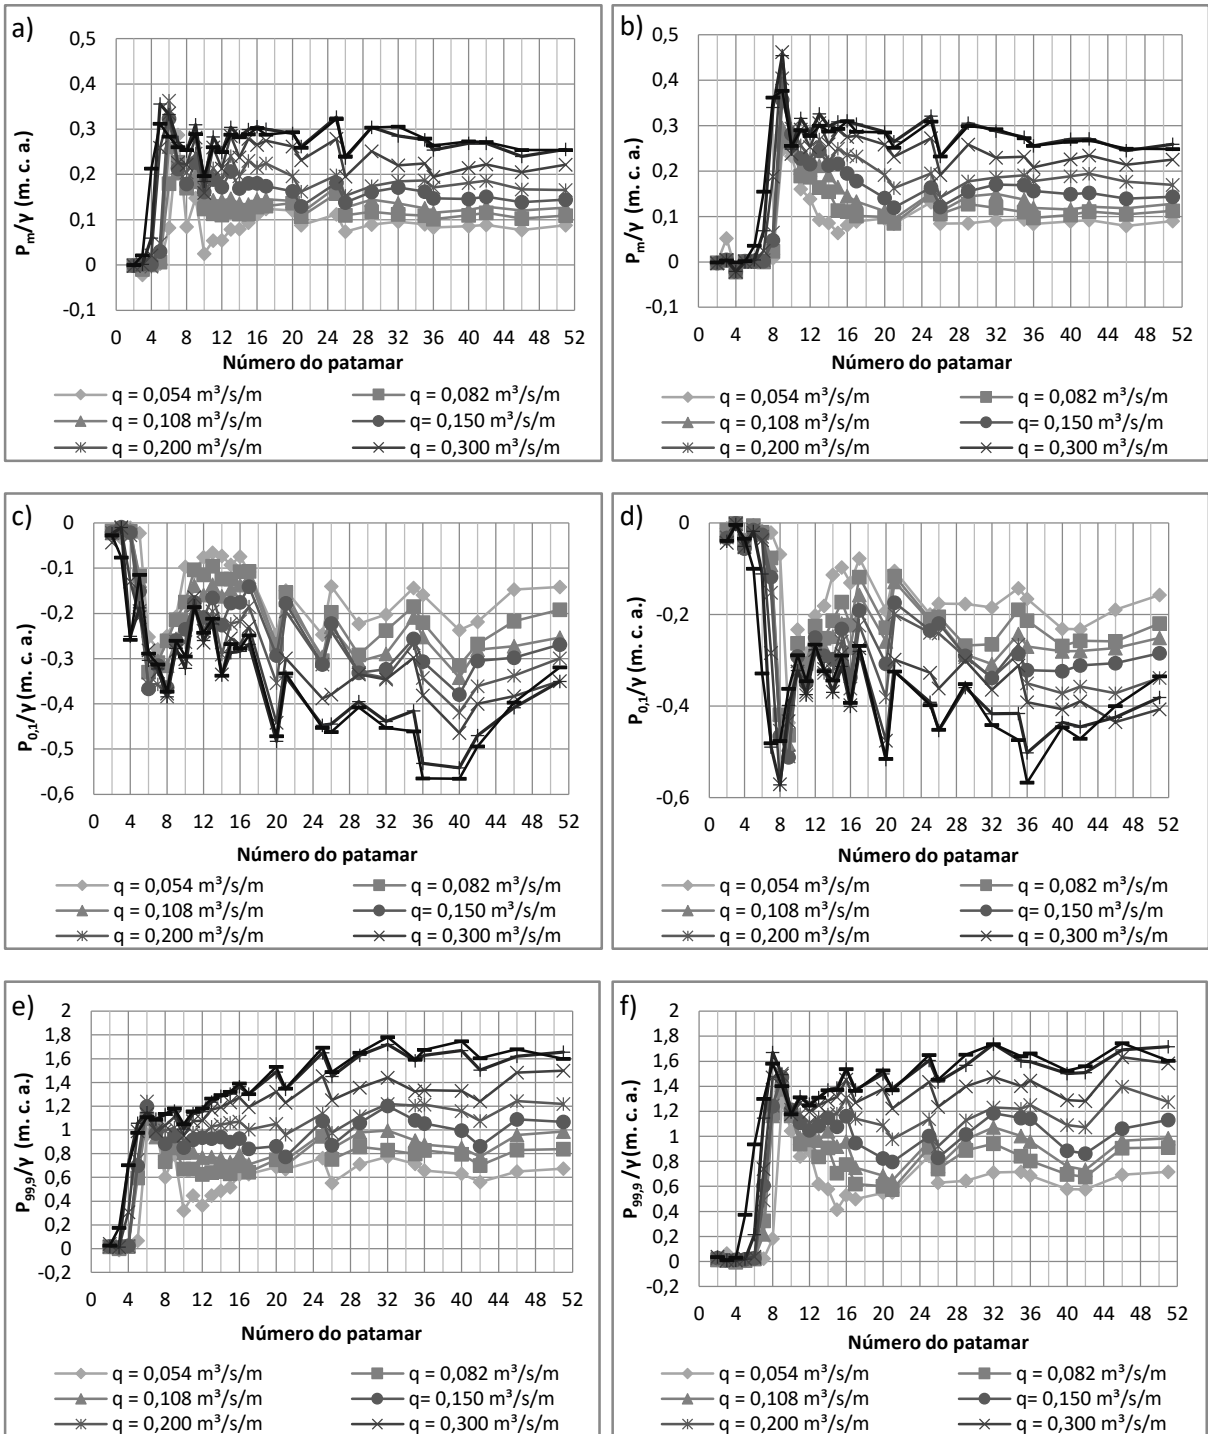 a)
P_m/γ (m. c. a.)
0,5
0,4
0,3
0,2
0,1
0
-0,1
0 4 8 12 16 20 24 28 32 36 40 44 48 52
Número do patamar
q = 0,054 m³/s/m
q = 0,082 m³/s/m
q = 0,108 m³/s/m
q= 0,150 m³/s/m
q = 0,200 m³/s/m
q = 0,300 m³/s/m
b)
P_m/γ (m. c. a.)
0,5
0,4
0,3
0,2
0,1
0
-0,1
0 4 8 12 16 20 24 28 32 36 40 44 48 52
Número do patamar
q = 0,054 m³/s/m
q = 0,082 m³/s/m
q = 0,108 m³/s/m
q= 0,150 m³/s/m
q = 0,200 m³/s/m
q = 0,300 m³/s/m
c)
P_0,1/γ(m. c. a.)
0
-0,1
-0,2
-0,3
-0,4
-0,5
-0,6
0 4 8 12 16 20 24 28 32 36 40 44 48 52
Número do patamar
q = 0,054 m³/s/m
q = 0,082 m³/s/m
q = 0,108 m³/s/m
q= 0,150 m³/s/m
q = 0,200 m³/s/m
q = 0,300 m³/s/m
d)
P_0,1/γ (m. c. a.)
0
-0,2
-0,4
-0,6
0 4 8 12 16 20 24 28 32 36 40 44 48 52
Número do patamar
q = 0,054 m³/s/m
q = 0,082 m³/s/m
q = 0,108 m³/s/m
q= 0,150 m³/s/m
q = 0,200 m³/s/m
q = 0,300 m³/s/m
e)
P_99,9/γ (m. c. a.)
2
1,8
1,6
1,4
1,2
1
0,8
0,6
0,4
0,2
0
-0,2
0 4 8 12 16 20 24 28 32 36 40 44 48 52
Número do patamar
q = 0,054 m³/s/m
q = 0,082 m³/s/m
q = 0,108 m³/s/m
q= 0,150 m³/s/m
q = 0,200 m³/s/m
q = 0,300 m³/s/m
f)
P_99,9/γ (m. c. a.)
2
1,8
1,6
1,4
1,2
1
0,8
0,6
0,4
0,2
0
-0,2
0 4 8 12 16 20 24 28 32 36 40 44 48 52
Número do patamar
q = 0,054 m³/s/m
q = 0,082 m³/s/m
q = 0,108 m³/s/m
q= 0,150 m³/s/m
q = 0,200 m³/s/m
q = 0,300 m³/s/m